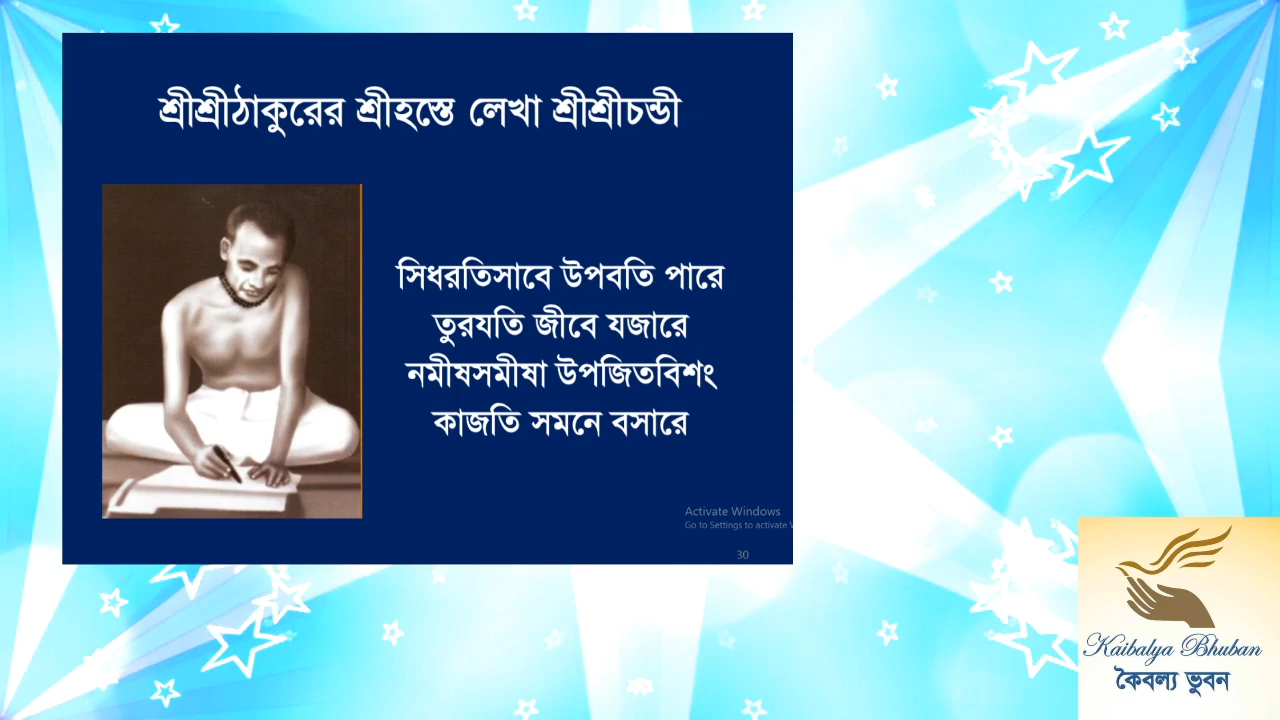 শ্রীশ্রীঠাকুরের শ্রীহস্তে লেখা শ্রীশ্রীচন্ডী
সিধরতিসাবে উপবতি পারে
তুরযতি জীবে যজারে
নমীষসমীষা উপজিতবিশং
কাজতি সমনে বসারে
Activate Windows
Go to Settings to activate
30
Kaibalya Bhuban
কৈবল্য ভুবন